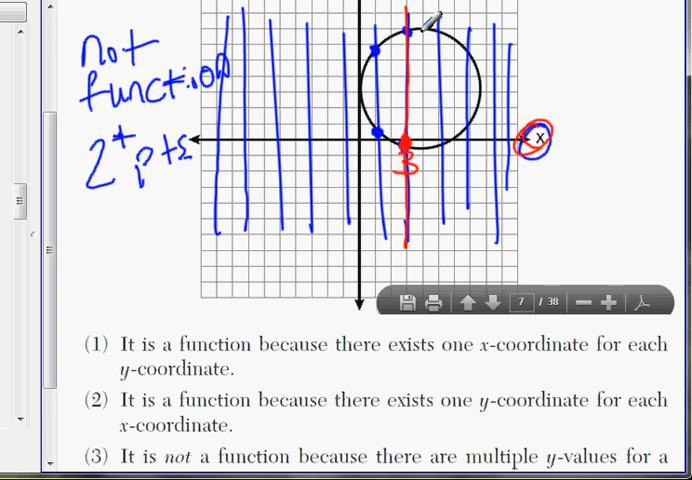 not
function
2+ pts
x
3
7 / 38
(1) It is a function because there exists one x-coordinate for each
y-coordinate.
(2) It is a function because there exists one y-coordinate for each
x-coordinate.
(3) It is not a function because there are multiple y-values for a